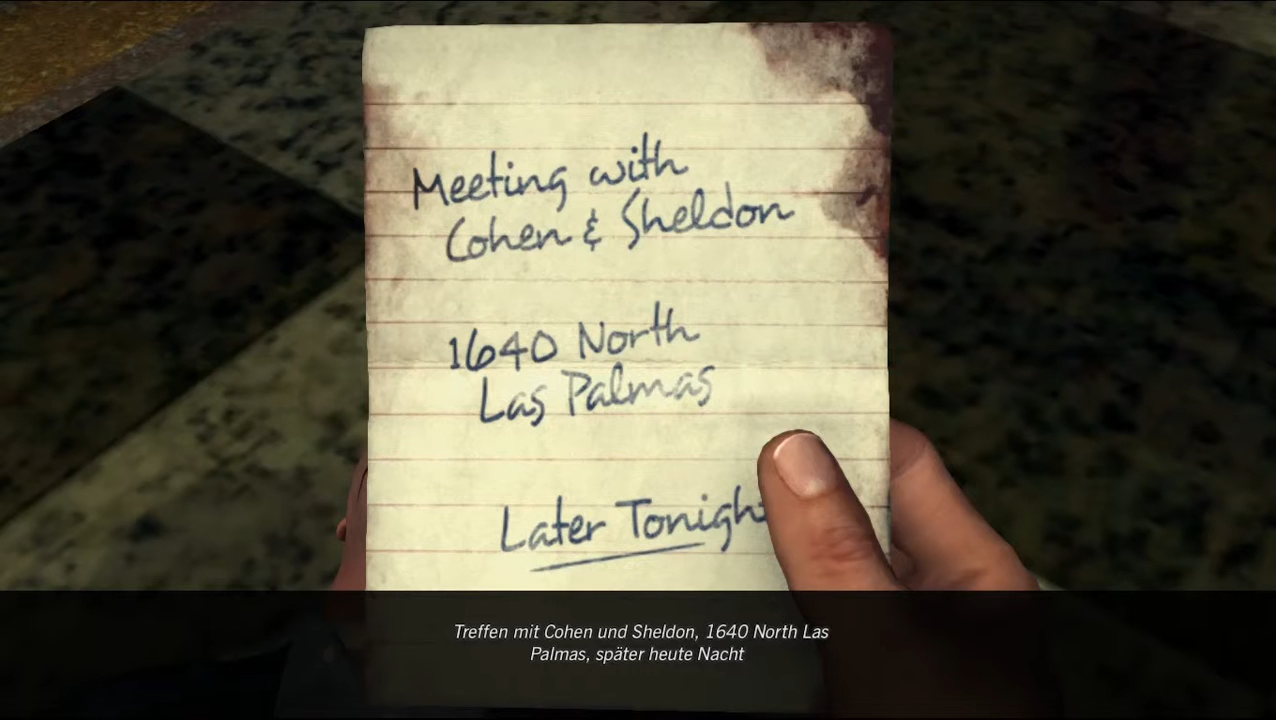 Meeting with
Cohen & Sheldon
1640 North
Las Palmas
Later Tonigh
Treffen mit Cohen und Sheldon, 1640 North Las
Palmas, später heute Nacht